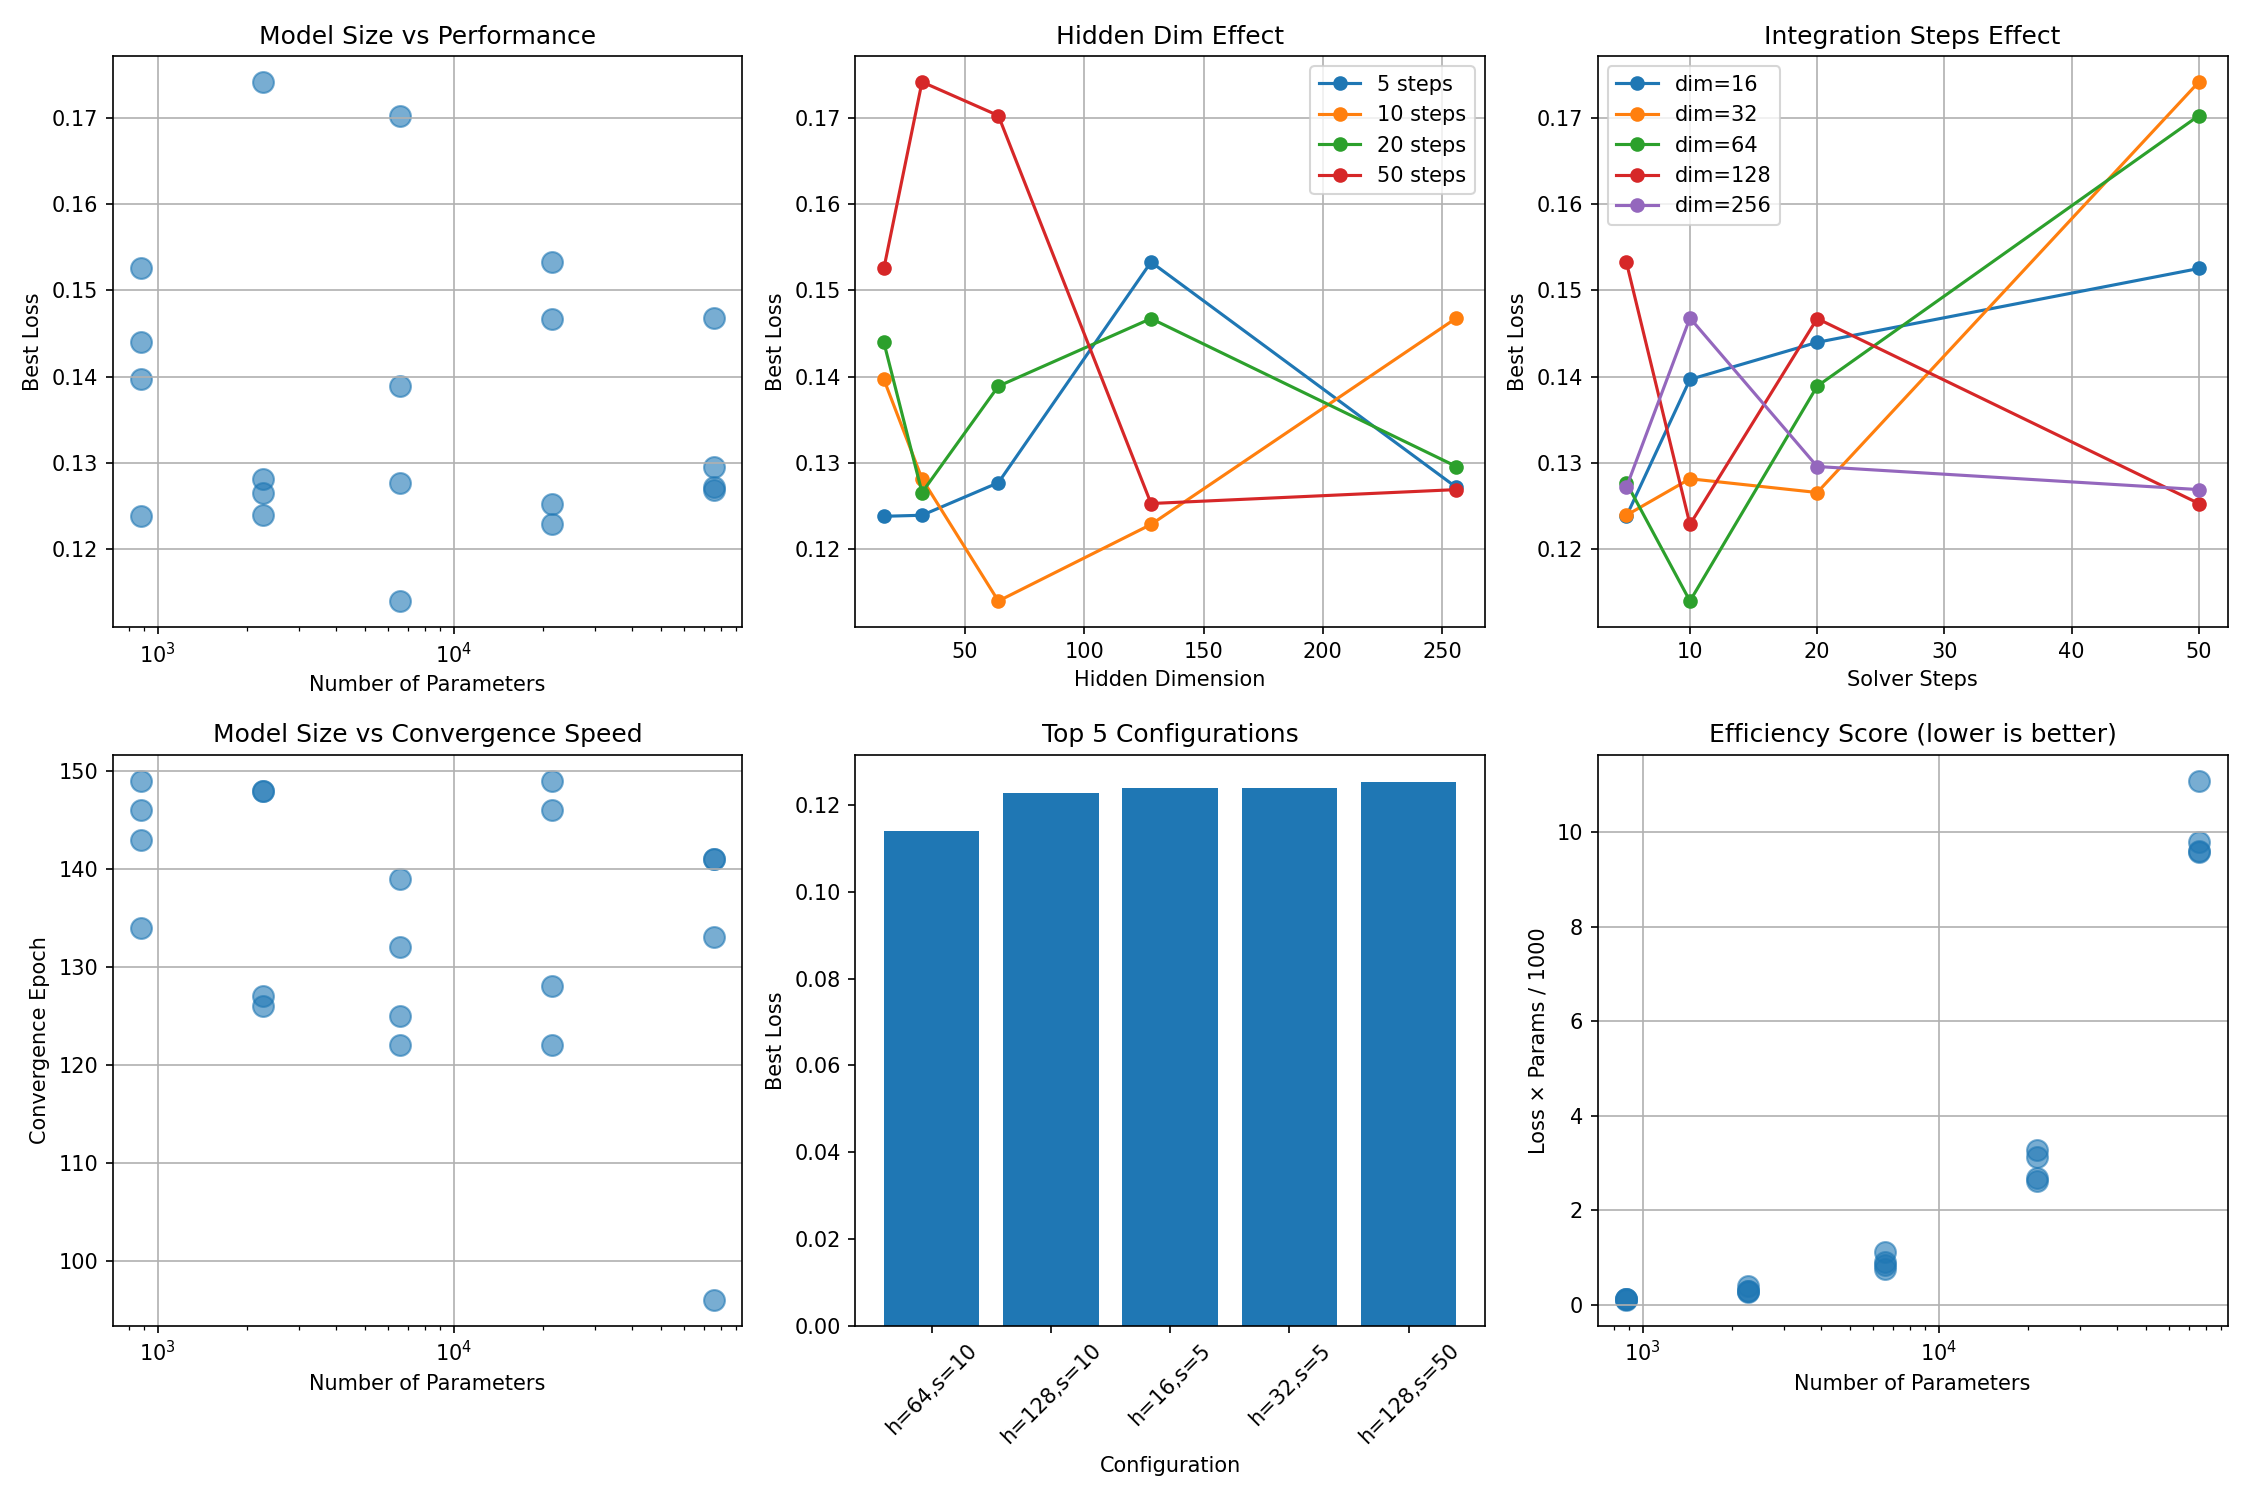 Model Size vs Performance
Best Loss
0.17
0.16
0.15
0.14
0.13
0.12
10³
10⁴
Number of Parameters
Hidden Dim Effect
Best Loss
0.17
0.16
0.15
0.14
0.13
0.12
5 steps
10 steps
20 steps
50 steps
50
100
150
200
250
Hidden Dimension
Integration Steps Effect
Best Loss
0.17
0.16
0.15
0.14
0.13
0.12
dim=16
dim=32
dim=64
dim=128
dim=256
10
20
30
40
50
Solver Steps
Model Size vs Convergence Speed
Convergence Epoch
150
140
130
120
110
100
10³
10⁴
Number of Parameters
Top 5 Configurations
Best Loss
0.12
0.10
0.08
0.06
0.04
0.02
0.00
h=64,s=10
h=128,s=10
h=16,s=5
h=32,s=5
h=128,s=50
Configuration
Efficiency Score (lower is better)
Loss × Params / 1000
10
8
6
4
2
0
10³
10⁴
Number of Parameters